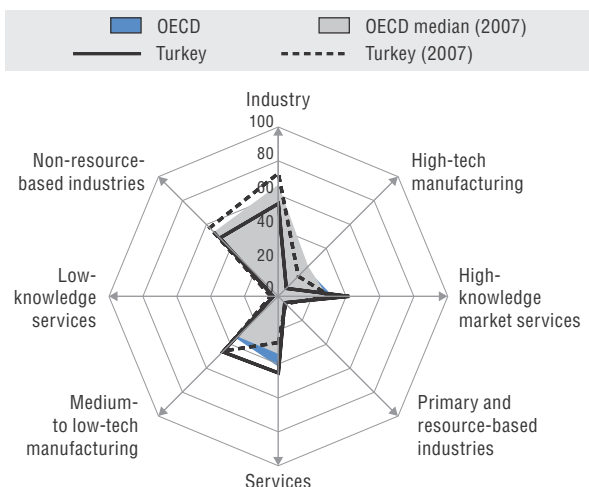 OECD
OECD median (2007)
Turkey
Turkey (2007)
Industry
100
80
60
40
20
0
Non-resource-
based industries
High-tech
manufacturing
Low-
knowledge
services
High-
knowledge
market services
Medium-
to low-tech
manufacturing
Primary and
resource-based
industries
Services